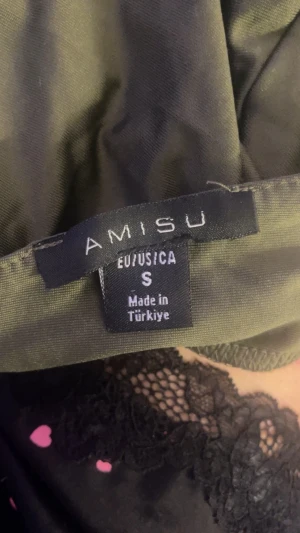 AMISU
EU/US/CA
S
Made in
Türkiye